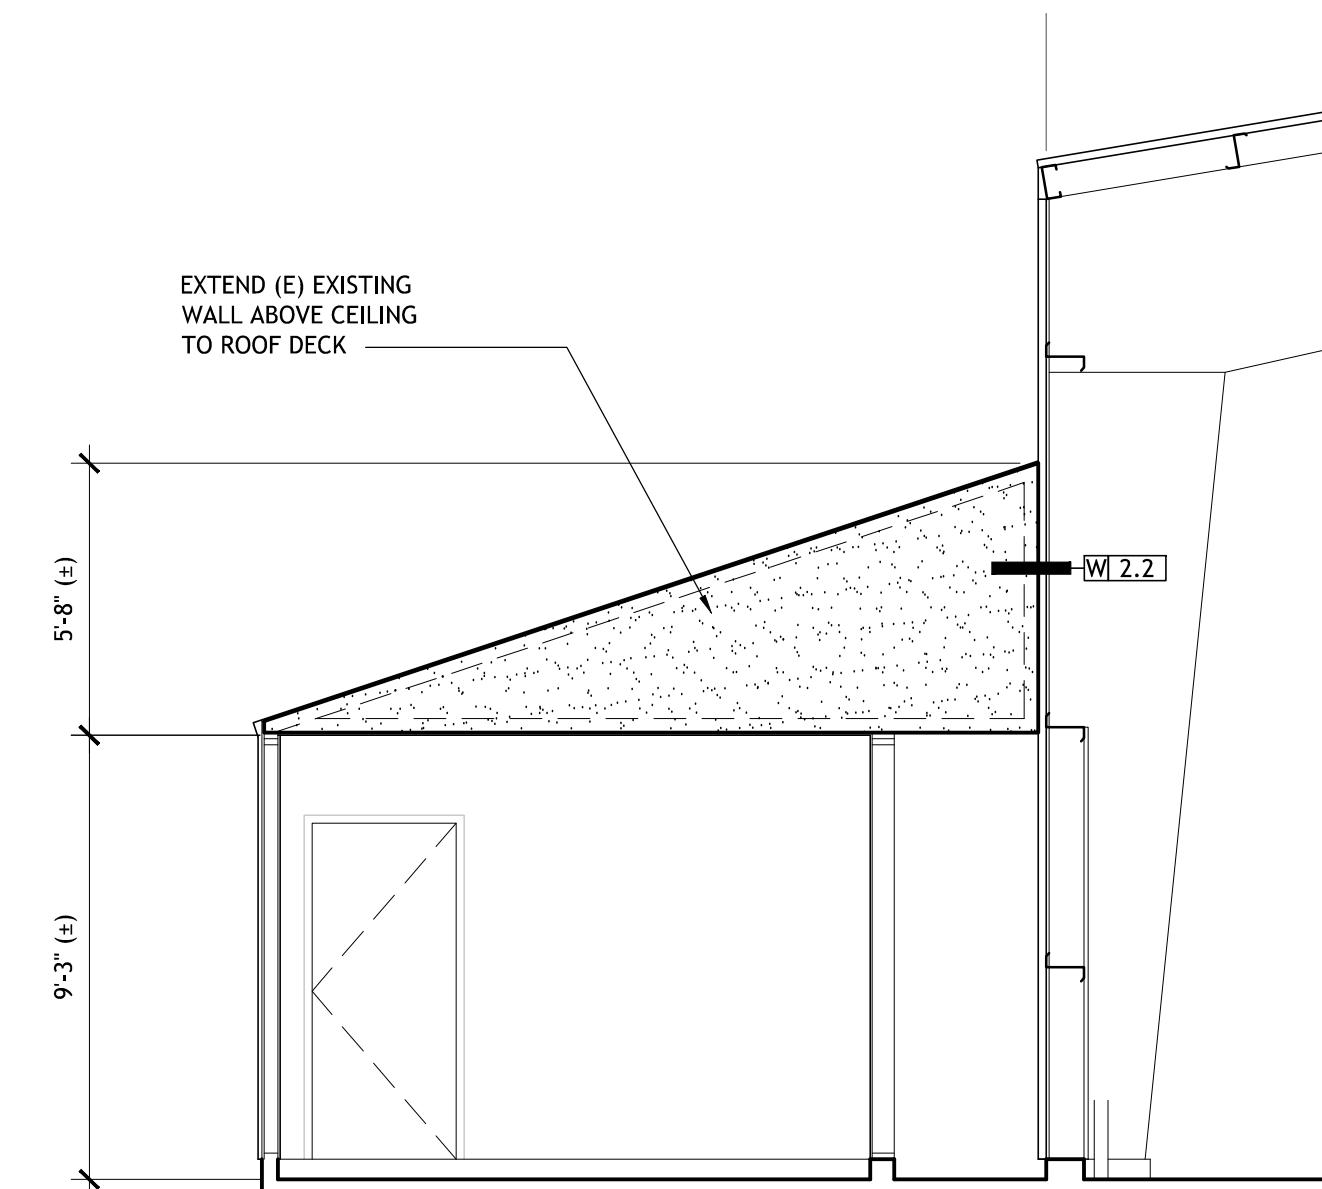 EXTEND (E) EXISTING
WALL ABOVE CEILING
TO ROOF DECK
5'-8" (±)
W 2.2
9'-3" (±)